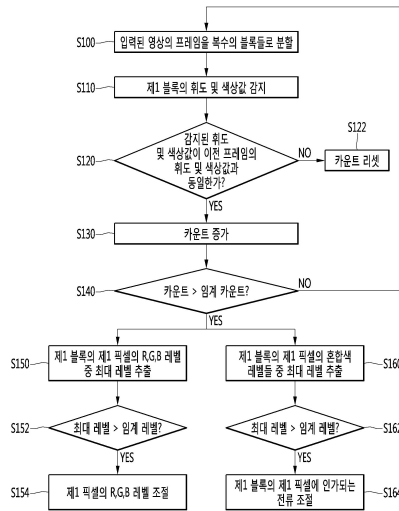 S100
입력된 영상의 프레임을 복수의 블록들로 분할
S110
제1 블록의 휘도 및 색상값 감지
S120
감지된 휘도
및 색상값이 이전 프레임의
휘도 및 색상값과
동일한가?
NO
S122
카운트 리셋
YES
S130
카운트 증가
S140
카운트 > 임계 카운트?
NO
YES
S150
제1 블록의 제1 픽셀의 R,G,B 레벨
중 최대 레벨 추출
제1 블록의 제1 픽셀의 혼합색
레벨들 중 최대 레벨 추출
S160
S152
최대 레벨 > 임계 레벨?
최대 레벨 > 임계 레벨?
S162
YES
YES
S154
제1 픽셀의 R,G,B 레벨 조절
제1 블록의 제1 픽셀에 인가되는
전류 조절
S164